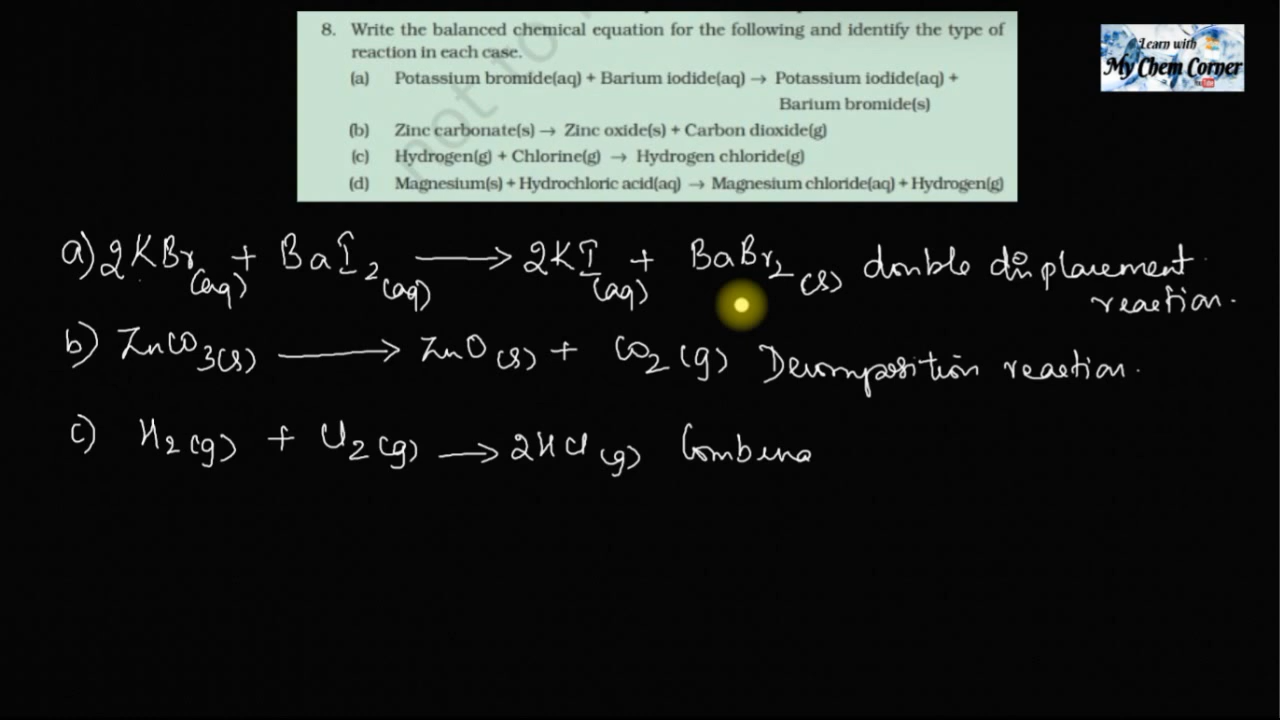 8. Write the balanced chemical equation for the following and identify the type of
reaction in each case.
(a) Potassium bromide(aq) + Barium iodide(aq) → Potassium iodide(aq) +
Barium bromide(s)
(b) Zinc carbonate(s) → Zinc oxide(s) + Carbon dioxide(g)
(c) Hydrogen(g) + Chlorine(g) → Hydrogen chloride(g)
(d) Magnesium(s) + Hydrochloric acid(aq) → Magnesium chloride(aq) + Hydrogen(g)
Learn with
My Chem Corner
a) 2KBr(aq) + BaI2(aq) → 2KI(aq) + BaBr2(s) double displacement
reaction.
b) ZnCO3(s) → ZnO(s) + CO2(g) Decomposition reaction.
c) H2(g) + Cl2(g) → 2HCl(g) Combina